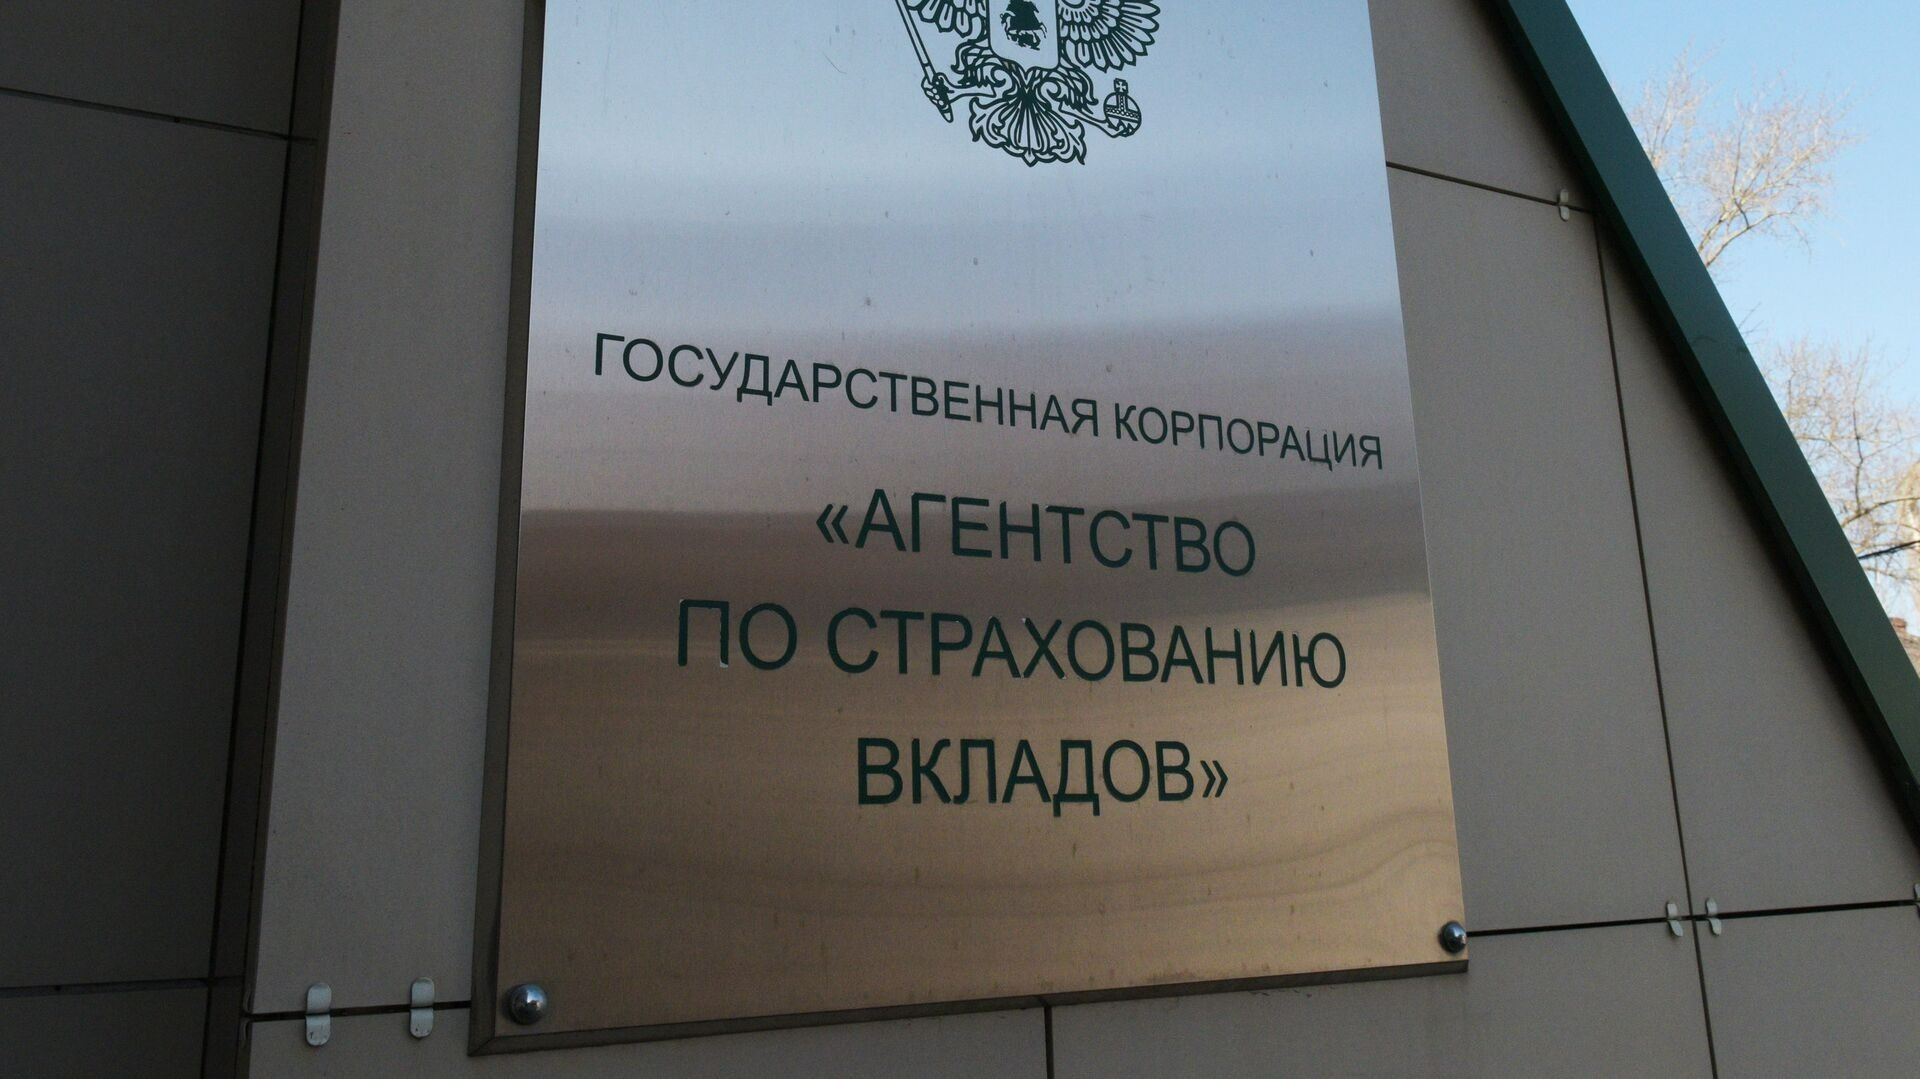 ГОСУДАРСТВЕННАЯ КОРПОРАЦИЯ
«АГЕНТСТВО
ПО СТРАХОВАНИЮ
ВКЛАДОВ»